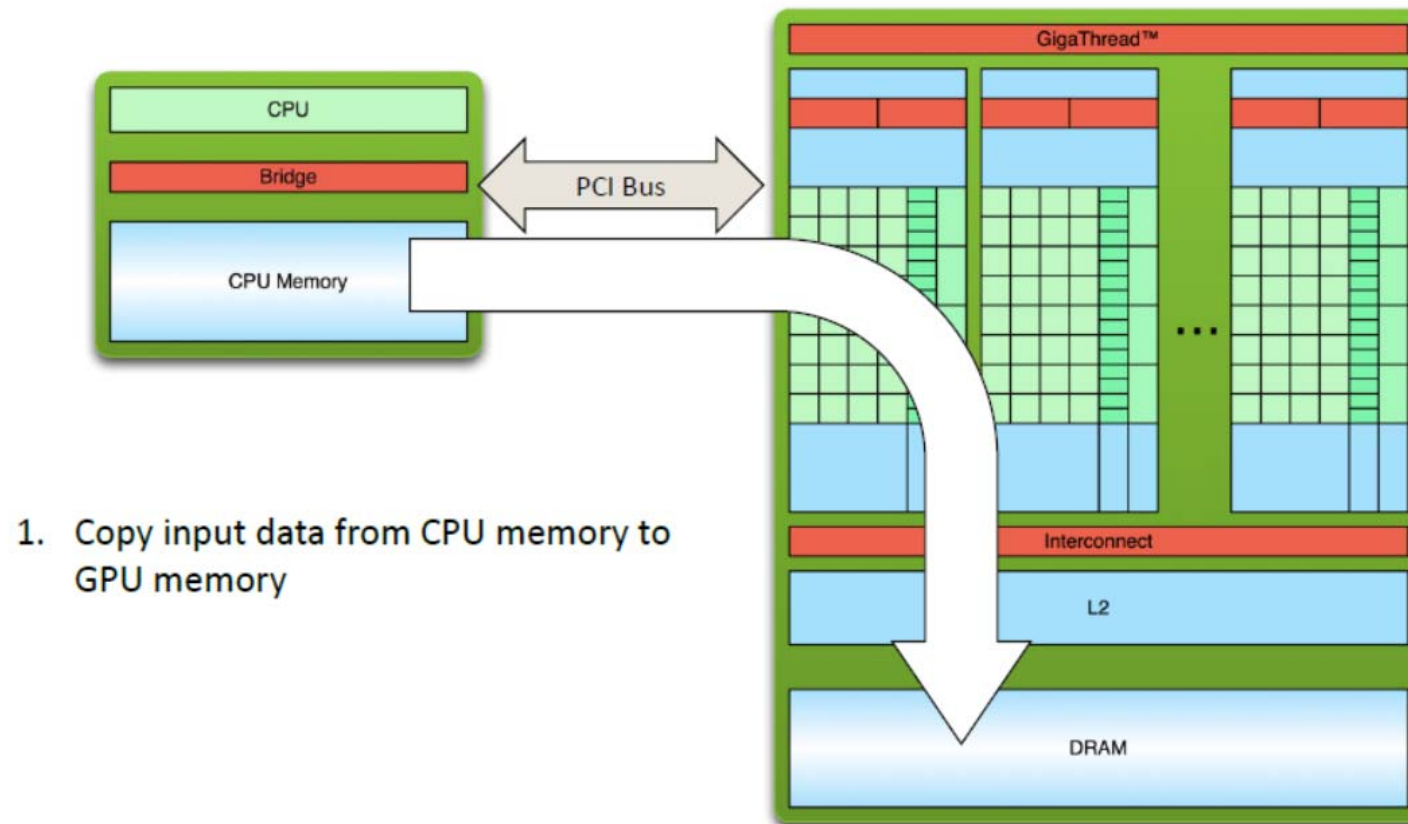 GigaThread™
CPU
Bridge
PCI Bus
CPU Memory
...
1. Copy input data from CPU memory to
GPU memory
Interconnect
L2
DRAM